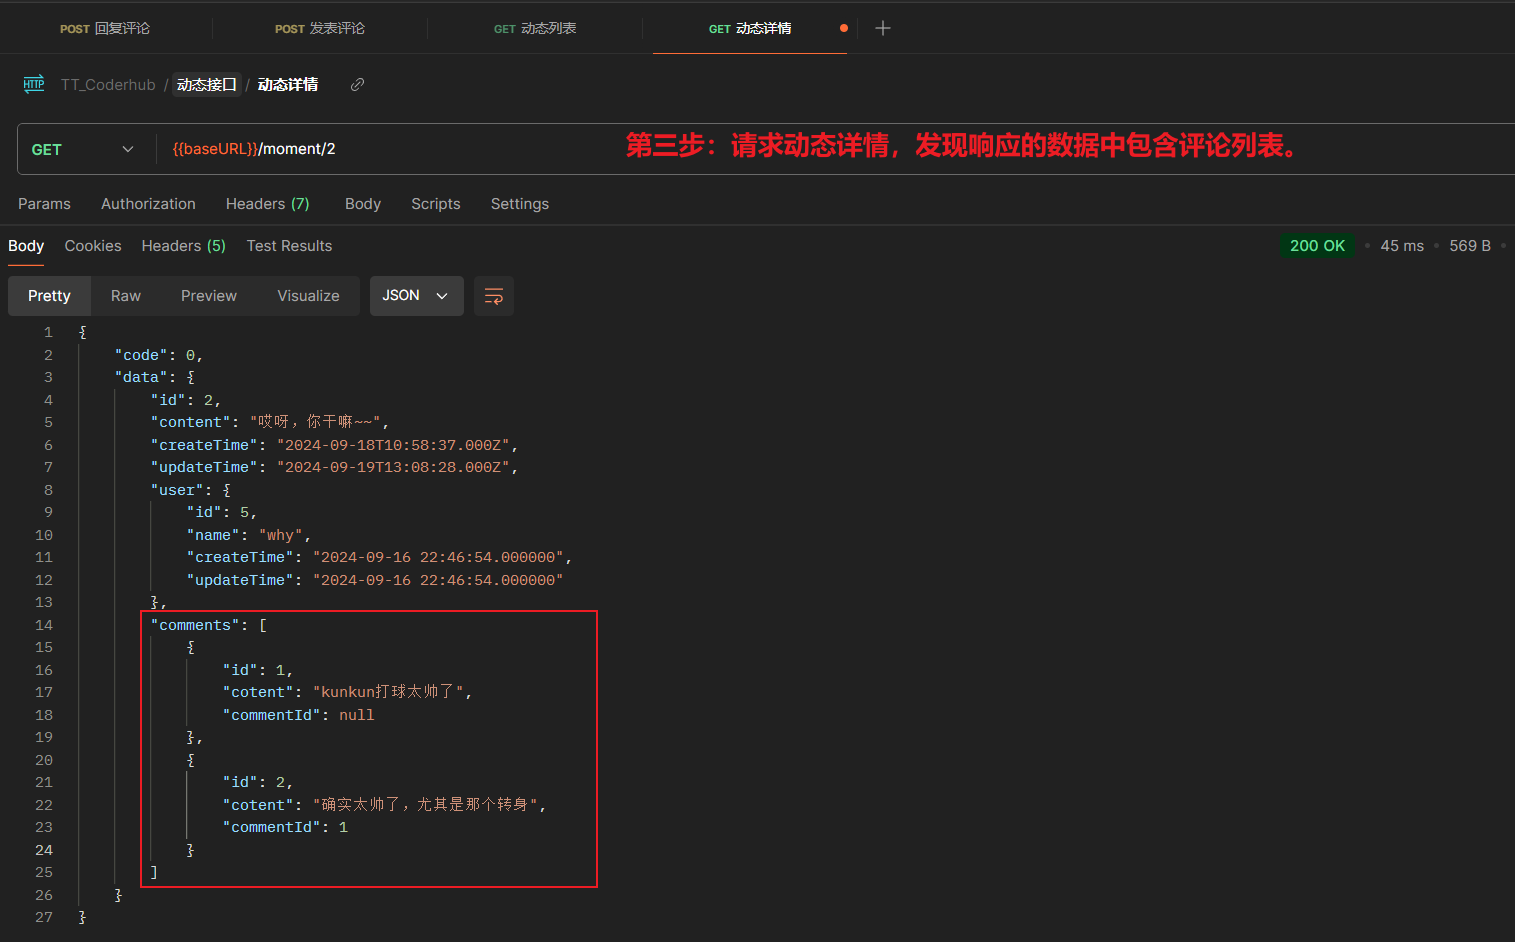 POST 回复评论 POST 发表评论 GET 动态列表 GET 动态详情
HTTP TT_Coderhub / 动态接口 / 动态详情
GET {{baseURL}}/moment/2 第三步：请求动态详情，发现响应的数据中包含评论列表。
Params Authorization Headers (7) Body Scripts Settings
Body Cookies Headers (5) Test Results 200 OK 45 ms 569 B
Pretty Raw Preview Visualize JSON
1 {
2 "code": 0,
3 "data": {
4 "id": 2,
5 "content": "哎呀，你干嘛~~",
6 "createTime": "2024-09-18T10:58:37.000Z",
7 "updateTime": "2024-09-19T13:08:28.000Z",
8 "user": {
9 "id": 5,
10 "name": "why",
11 "createTime": "2024-09-16 22:46:54.000000",
12 "updateTime": "2024-09-16 22:46:54.000000"
13 },
14 "comments": [
15 {
16 "id": 1,
17 "cotent": "kunkun打球太帅了",
18 "commentId": null
19 },
20 {
21 "id": 2,
22 "cotent": "确实太帅了，尤其是那个转身",
23 "commentId": 1
24 }
25 ]
26 }
27 }